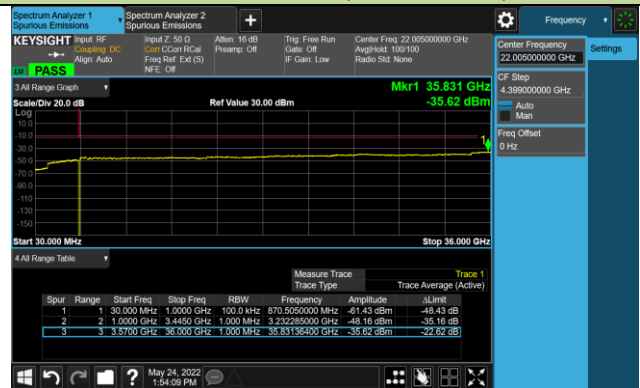 Spectrum Analyzer 1
Spurious Emissions
Spectrum Analyzer 2
Spurious Emissions
Frequency
KEYSIGHT
Input: RF
Coupling: DC
Align: Auto
Input Z: 50 Ω
Corr CCorr RCal
Freq Ref: Ext (S)
NFE: Off
Atten: 16 dB
Preamp: Off
Trig: Free Run
Gate: Off
IF Gain: Low
Center Freq: 22.005000000 GHz
Avg|Hold: 100/100
Radio Std: None
PASS
Center Frequency
22.005000000 GHz
Settings
CF Step
4.399000000 GHz
Auto
Man
Freq Offset
0 Hz
3 All Range Graph
Mkr1 35.831 GHz
Scale/Div 20.0 dB
Ref Value 30.00 dBm
-35.62 dBm
Log
10.0
-10.0
-30.0
-50.0
-70.0
-90.0
-110
-130
-150
1
Start 30.000 MHz
Stop 36.000 GHz
4 All Range Table
Measure Trace
Trace 1
Trace Type
Trace Average (Active)
Spur Range Start Freq Stop Freq RBW Frequency Amplitude ΔLimit
1 1 30.000 MHz 1.0000 GHz 100.0 kHz 870.5050000 MHz -61.43 dBm -48.43 dB
2 2 1.0000 GHz 3.4450 GHz 1.000 MHz 3.232285000 GHz -48.16 dBm -35.16 dB
3 3 3.5700 GHz 36.000 GHz 1.000 MHz 35.83136400 GHz -35.62 dBm -22.62 dB
May 24, 2022
1:54:09 PM